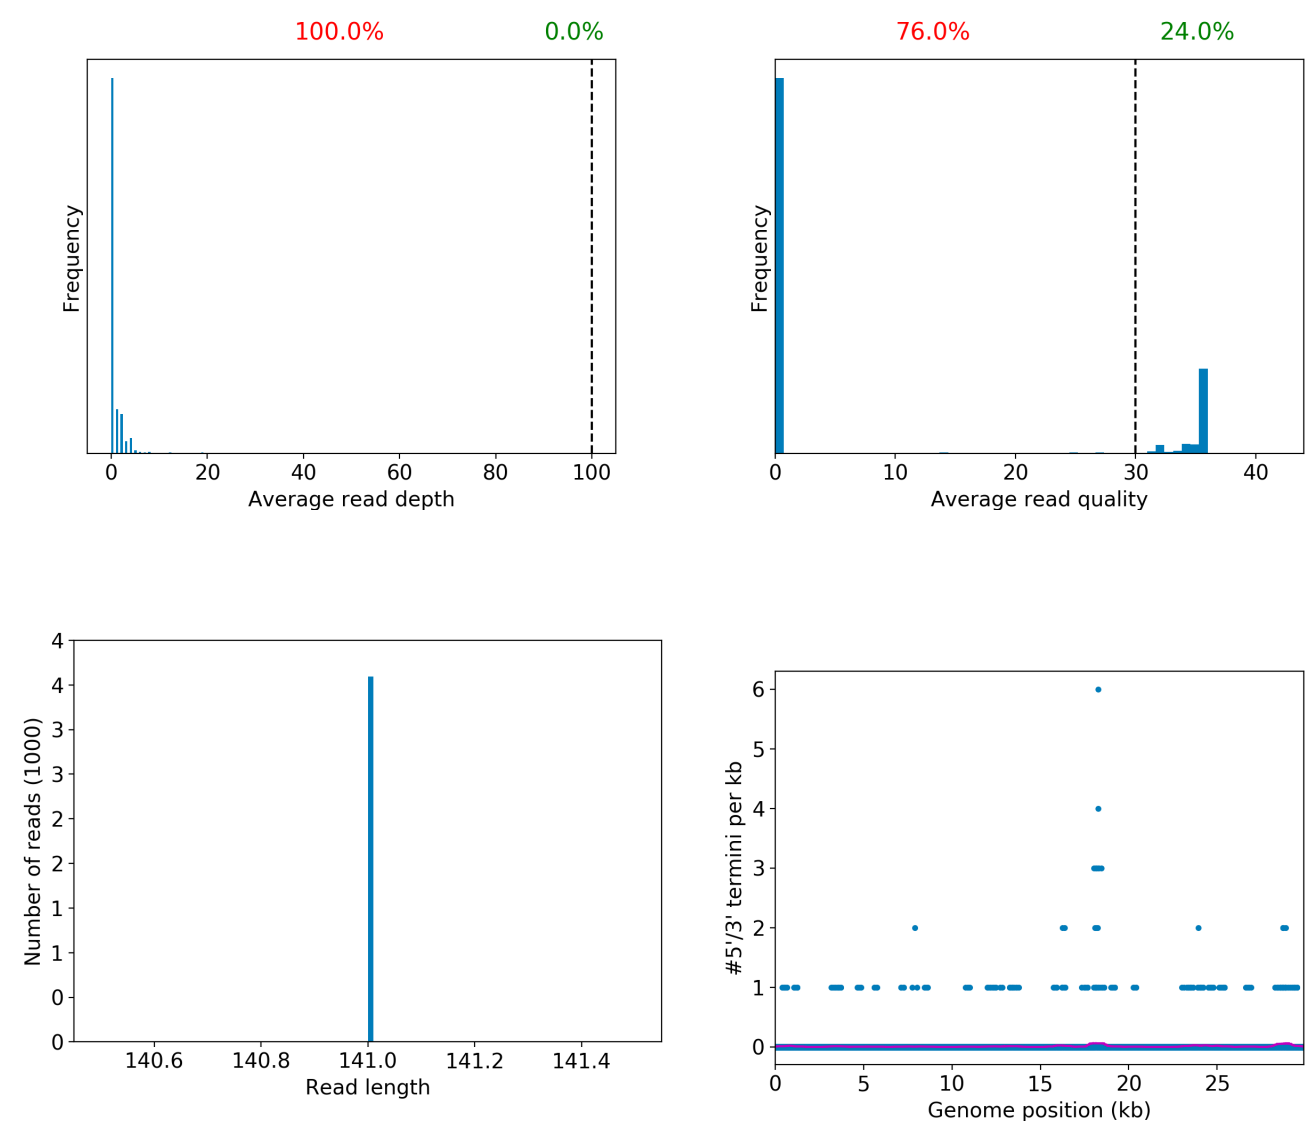 100.0% 0.0%
Frequency
0 20 40 60 80 100
Average read depth
76.0% 24.0%
Frequency
0 10 20 30 40
Average read quality
4
4
3
3
2
2
1
1
0
0
Number of reads (1000)
140.6 140.8 141.0 141.2 141.4
Read length
6
5
4
3
2
1
0
#5'/3' termini per kb
0 5 10 15 20 25
Genome position (kb)